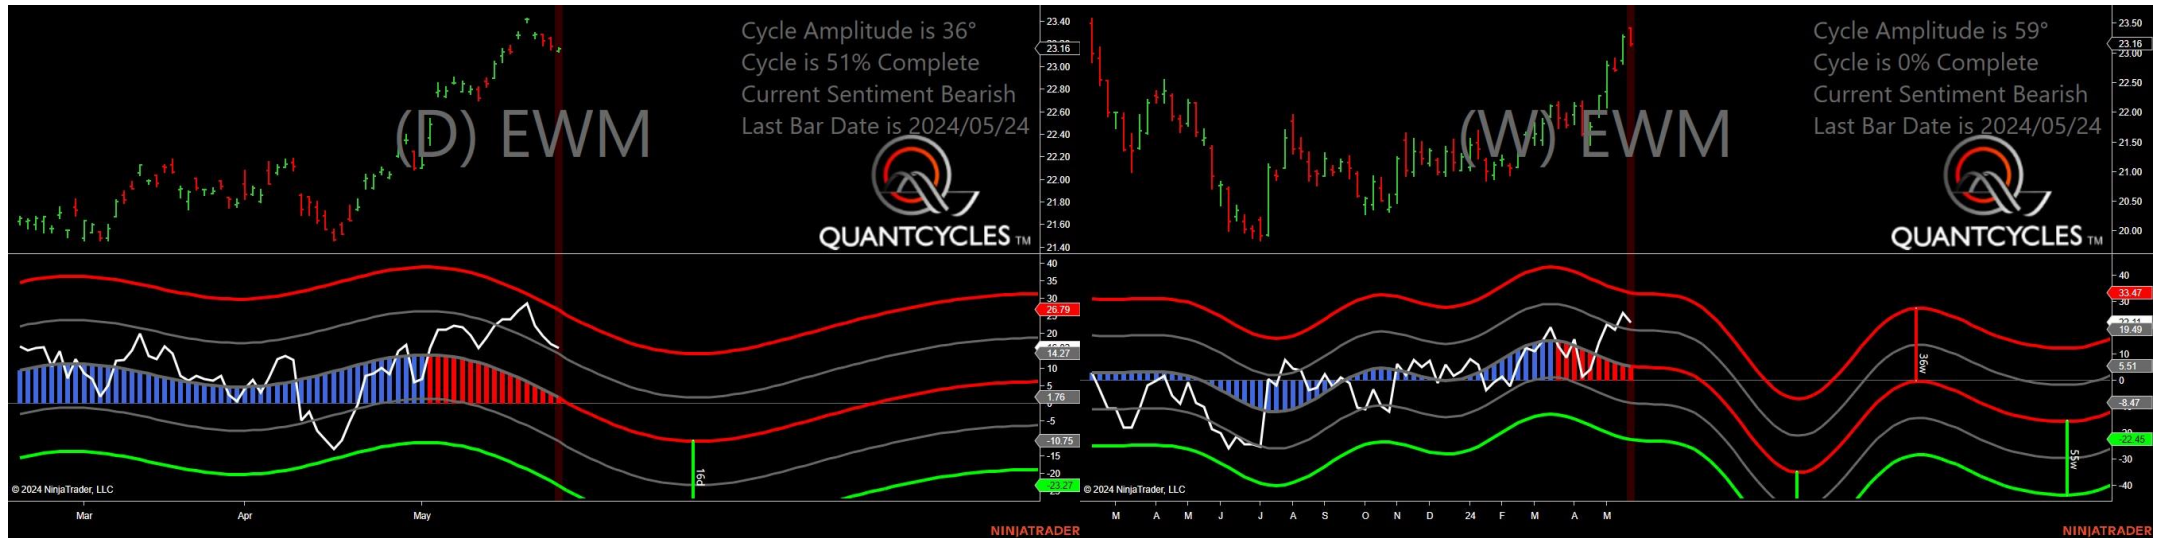 Cycle Amplitude is 36°
Cycle is 51% Complete
Current Sentiment Bearish
Last Bar Date is 2024/05/24
(D) EWM
QUANTCYCLES TM
23.40
23.16
23.00
22.80
22.60
22.40
22.20
22.00
21.80
21.60
21.40
40
35
30
26.79
20
14.27
10
5
1.76
-5
-10.75
-15
-20
-23.27
16d
© 2024 NinjaTrader, LLC
Mar Apr May
NINJATRADER
Cycle Amplitude is 59°
Cycle is 0% Complete
Current Sentiment Bearish
Last Bar Date is 2024/05/24
(W) EWM
QUANTCYCLES TM
23.50
23.16
23.00
22.50
22.00
21.50
21.00
20.50
20.00
40
33.47
19.49
10
5.51
0
-8.47
-22.45
-30
-40
36w
55w
© 2024 NinjaTrader, LLC
M A M J J A S O N D 24 F M A M
NINJATRADER